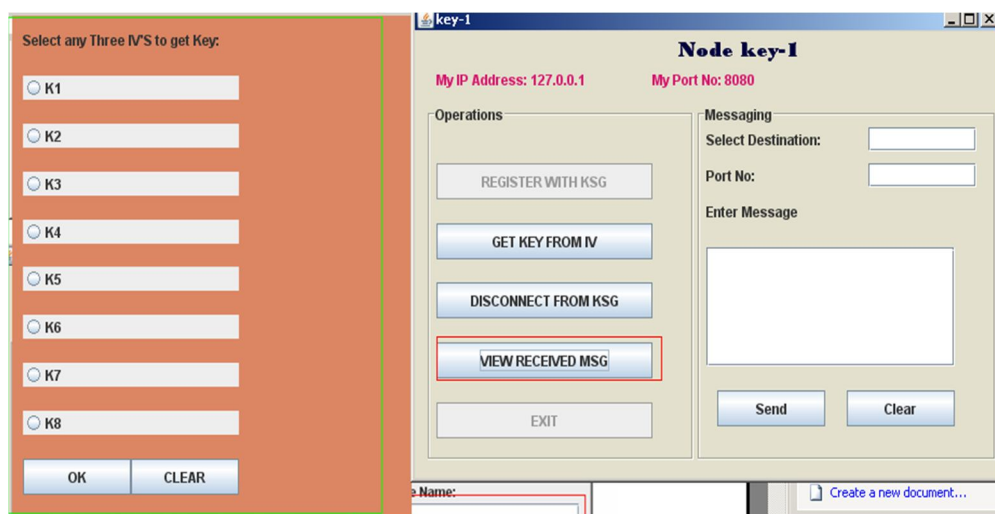 Select any Three IV'S to get Key:
K1
K2
K3
K4
K5
K6
K7
K8
OK CLEAR
key-1
Node key-1
My IP Address: 127.0.0.1 My Port No: 8080
Operations
REGISTER WITH KSG
GET KEY FROM IV
DISCONNECT FROM KSG
VIEW RECEIVED MSG
EXIT
Messaging
Select Destination:
Port No:
Enter Message
Send Clear
e Name:
Create a new document...